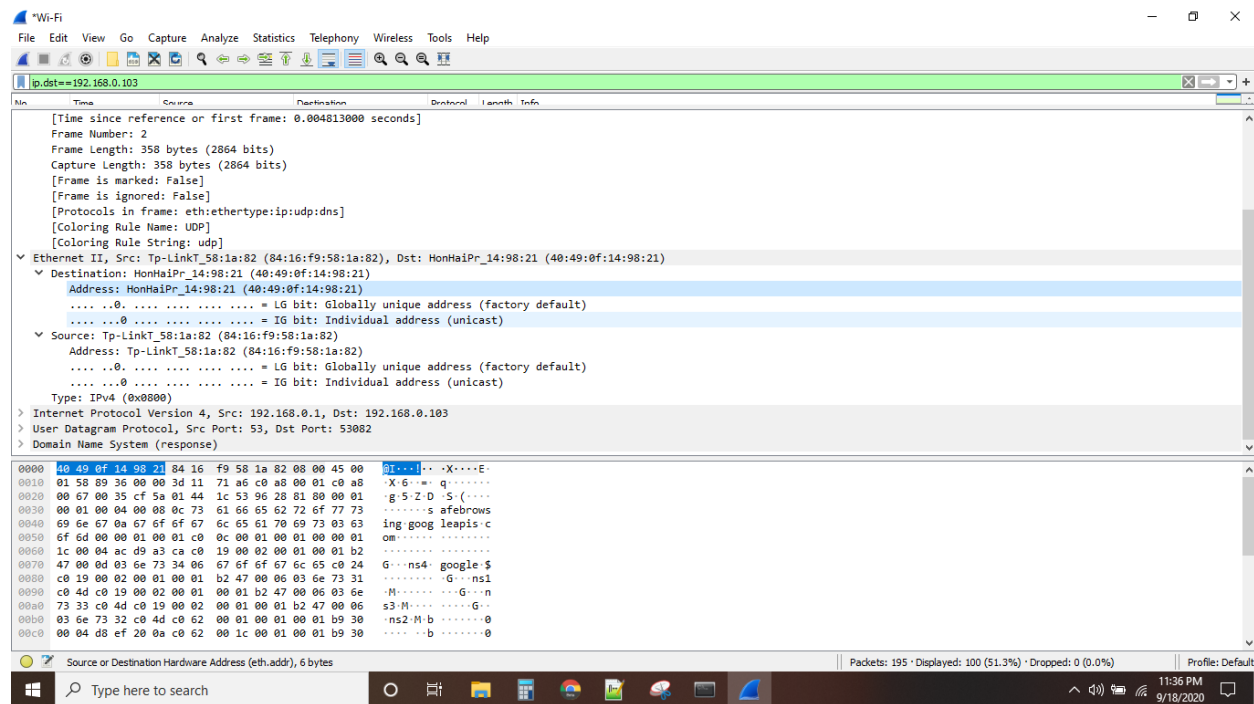 *Wi-Fi
File Edit View Go Capture Analyze Statistics Telephony Wireless Tools Help
ip.dst==192.168.0.103
No. Time Source Destination Protocol Length Info
[Time since reference or first frame: 0.004813000 seconds]
Frame Number: 2
Frame Length: 358 bytes (2864 bits)
Capture Length: 358 bytes (2864 bits)
[Frame is marked: False]
[Frame is ignored: False]
[Protocols in frame: eth:ethertype:ip:udp:dns]
[Coloring Rule Name: UDP]
[Coloring Rule String: udp]
Ethernet II, Src: Tp-LinkT_58:1a:82 (84:16:f9:58:1a:82), Dst: HonHaiPr_14:98:21 (40:49:0f:14:98:21)
Destination: HonHaiPr_14:98:21 (40:49:0f:14:98:21)
Address: HonHaiPr_14:98:21 (40:49:0f:14:98:21)
.... ..0. .... .... .... .... = LG bit: Globally unique address (factory default)
.... ...0 .... .... .... .... = IG bit: Individual address (unicast)
Source: Tp-LinkT_58:1a:82 (84:16:f9:58:1a:82)
Address: Tp-LinkT_58:1a:82 (84:16:f9:58:1a:82)
.... ..0. .... .... .... .... = LG bit: Globally unique address (factory default)
.... ...0 .... .... .... .... = IG bit: Individual address (unicast)
Type: IPv4 (0x0800)
Internet Protocol Version 4, Src: 192.168.0.1, Dst: 192.168.0.103
User Datagram Protocol, Src Port: 53, Dst Port: 53082
Domain Name System (response)
0000 40 49 0f 14 98 21 84 16 f9 58 1a 82 08 00 45 00 @I···!·· ·X····E·
0010 01 58 89 36 00 00 3d 11 71 a6 c0 a8 00 01 c0 a8 ·X·6··=· q·······
0020 00 67 00 35 cf 5a 01 44 1c 53 96 28 81 80 00 01 ·g·5·Z·D ·S·(····
0030 00 01 00 04 00 08 0c 73 61 66 65 62 72 6f 77 73 ·······s afebrows
0040 69 6e 67 0a 67 6f 6f 67 6c 65 61 70 69 73 03 63 ing·goog leapis·c
0050 6f 6d 00 00 01 00 01 c0 0c 00 01 00 01 00 00 01 om······ ········
0060 1c 00 04 ac d9 a3 ca c0 19 00 02 00 01 00 01 b2 ········ ········
0070 47 00 0d 03 6e 73 34 06 67 6f 6f 67 6c 65 c0 24 G···ns4· google·$
0080 c0 19 00 02 00 01 00 01 b2 47 00 06 03 6e 73 31 ········ ·G···ns1
0090 c0 4d c0 19 00 02 00 01 00 01 b2 47 00 06 03 6e ·M······ ···G···n
00a0 73 33 c0 4d c0 19 00 02 00 01 00 01 b2 47 00 06 s3·M···· ·····G··
00b0 03 6e 73 32 c0 4d c0 62 00 01 00 01 00 01 b9 30 ·ns2·M·b ·······0
00c0 00 04 d8 ef 20 0a c0 62 00 1c 00 01 00 01 b9 30 ···· ··b ·······0
Source or Destination Hardware Address (eth.addr), 6 bytes Packets: 195 · Displayed: 100 (51.3%) · Dropped: 0 (0.0%) Profile: Default
Type here to search
11:36 PM
9/18/2020